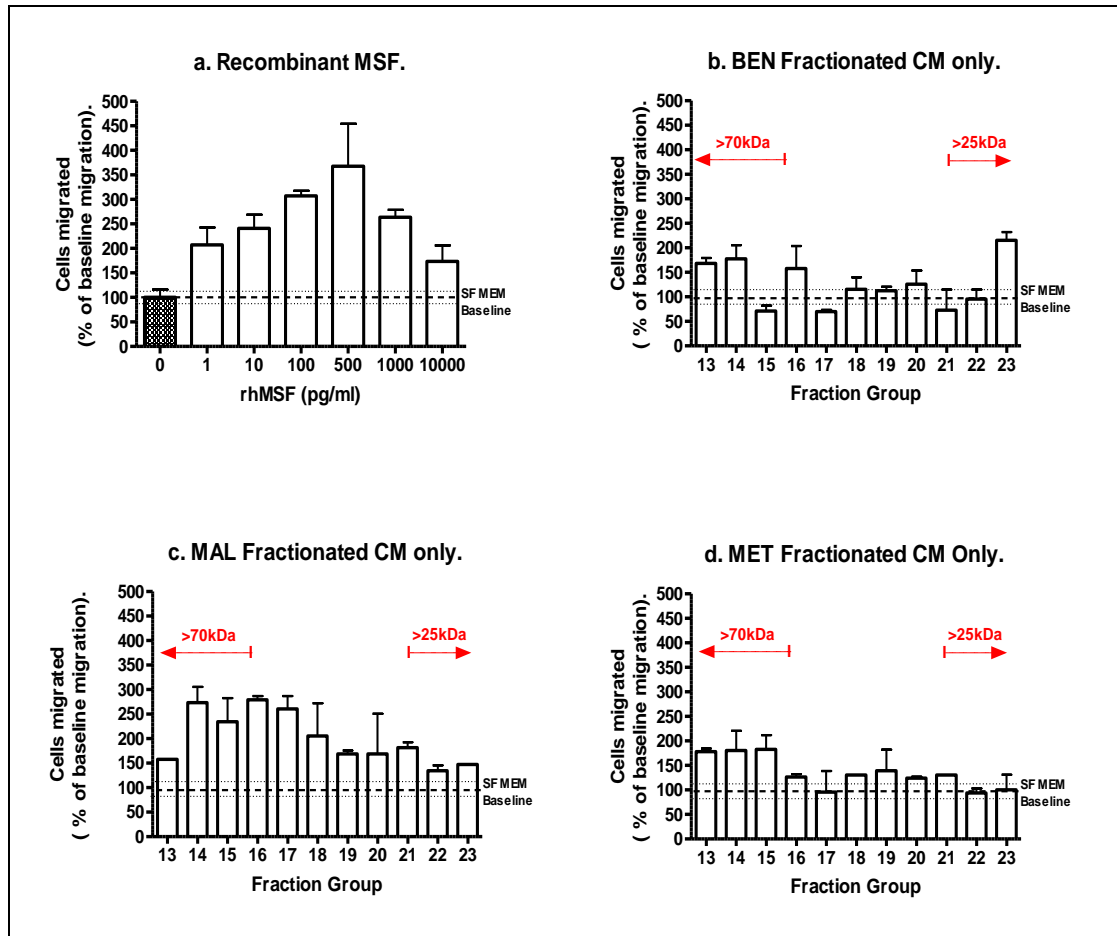 a. Recombinant MSF.
Cells migrated
(% of baseline migration).
500
450
400
350
300
250
200
150
100
50
0
SF MEM
Baseline
0 1 10 100 500 1000 10000
rhMSF (pg/ml)
b. BEN Fractionated CM only.
Cells migrated
( % of baseline migration).
500
450
400
350
300
250
200
150
100
50
0
>70kDa
>25kDa
SF MEM
Baseline
13 14 15 16 17 18 19 20 21 22 23
Fraction Group
c. MAL Fractionated CM only.
Cells migrated
( % of baseline migration).
500
450
400
350
300
250
200
150
100
50
0
>70kDa
>25kDa
SF MEM
Baseline
13 14 15 16 17 18 19 20 21 22 23
Fraction Group
d. MET Fractionated CM Only.
Cells migrated
( % of baseline migration).
500
450
400
350
300
250
200
150
100
50
0
>70kDa
>25kDa
SF MEM
Baseline
13 14 15 16 17 18 19 20 21 22 23
Fraction Group